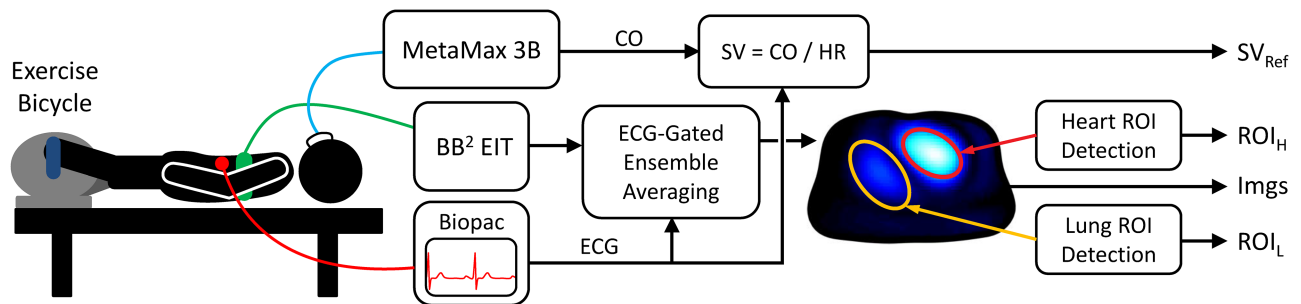 Exercise
Bicycle
MetaMax 3B
CO
SV = CO / HR
SV_Ref
BB² EIT
ECG-Gated
Ensemble
Averaging
Heart ROI
Detection
ROI_H
Imgs
Biopac
ECG
Lung ROI
Detection
ROI_L